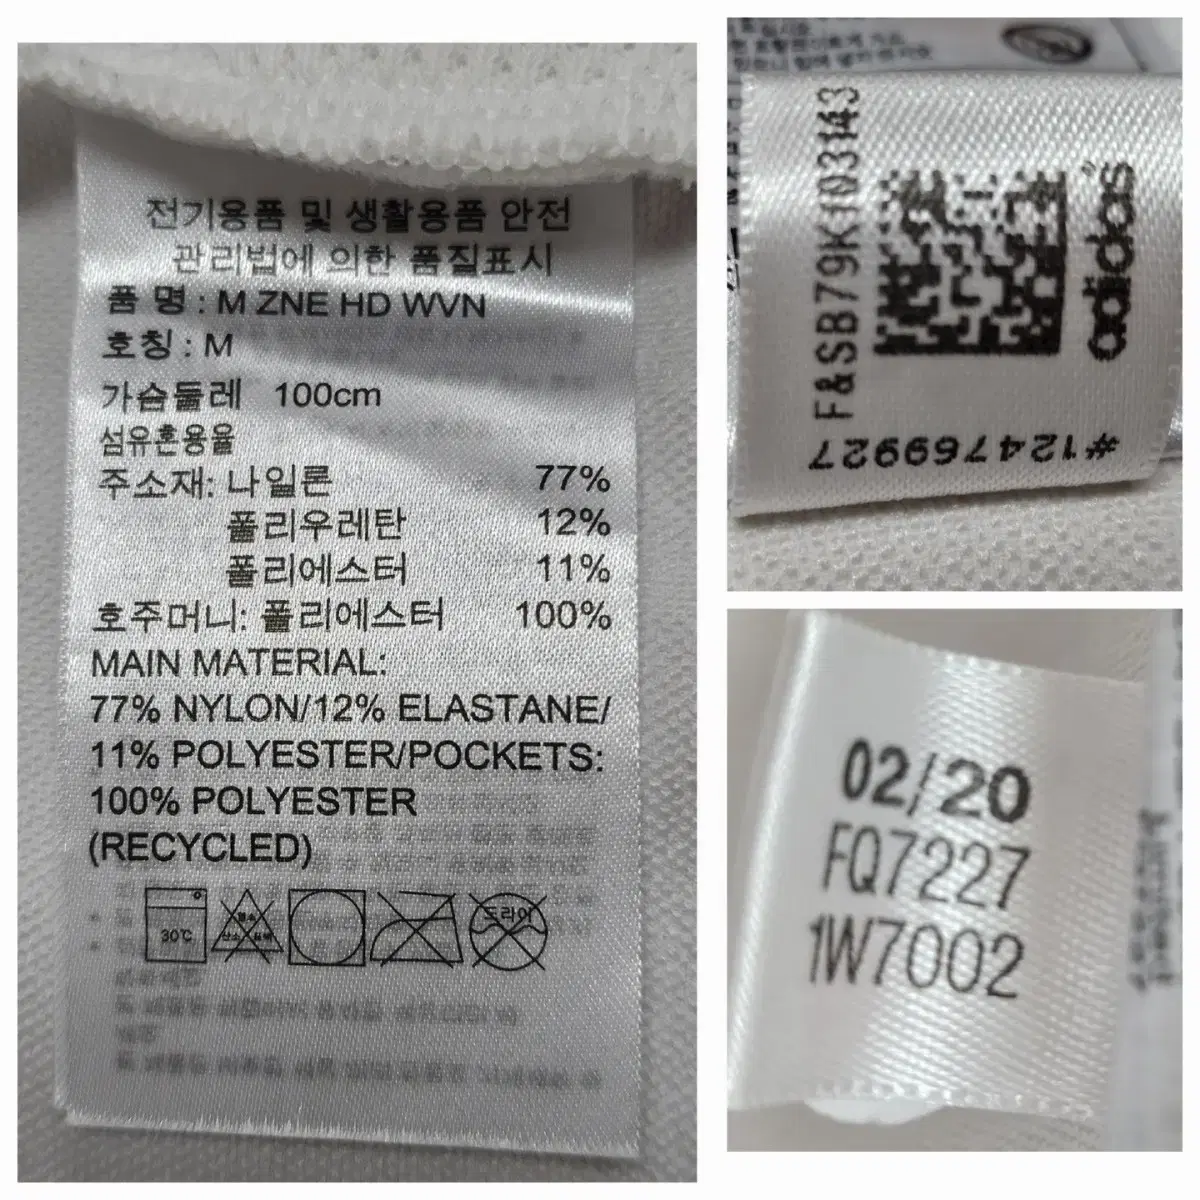 전기용품 및 생활용품 안전
관리법에 의한 품질표시
품 명 : M ZNE HD WVN
호칭 : M
가슴둘레 100cm
섬유혼용율
주소재: 나일론 77%
폴리우레탄 12%
폴리에스터 11%
호주머니: 폴리에스터 100%
MAIN MATERIAL:
77% NYLON/12% ELASTANE/
11% POLYESTER/POCKETS:
100% POLYESTER
(RECYCLED)
30℃
드라이
F&SB79K103143
adidas
#124769927
02/20
FQ7227
1W7002